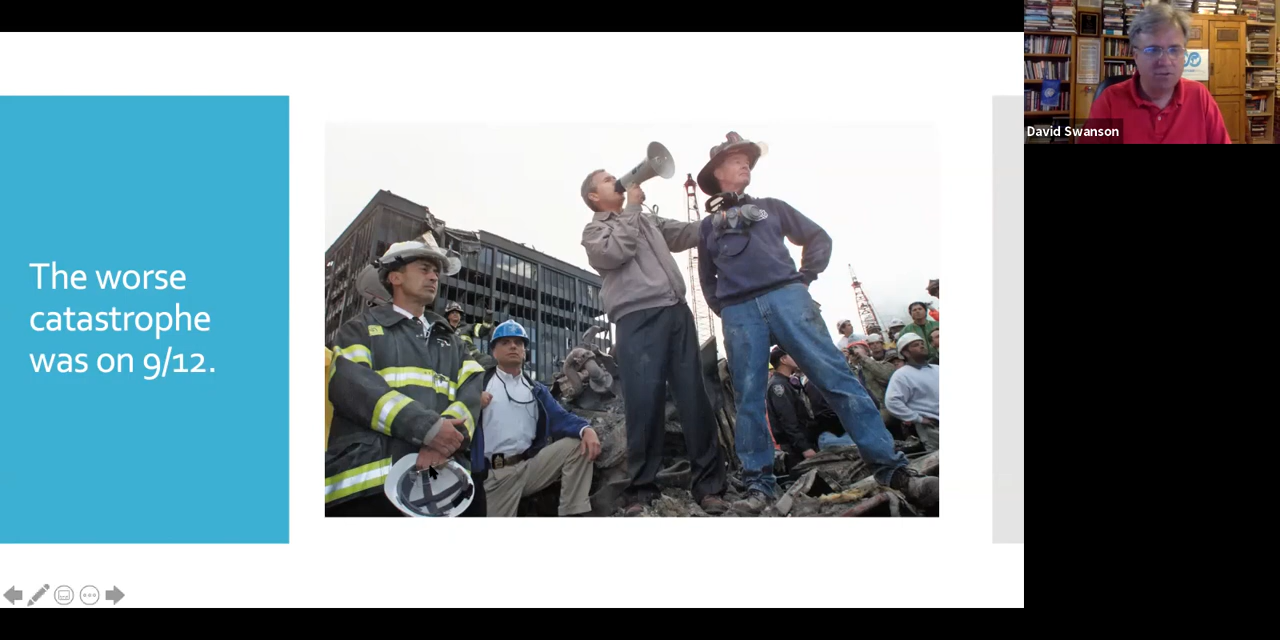 The worse
catastrophe
was on 9/12.
David Swanson